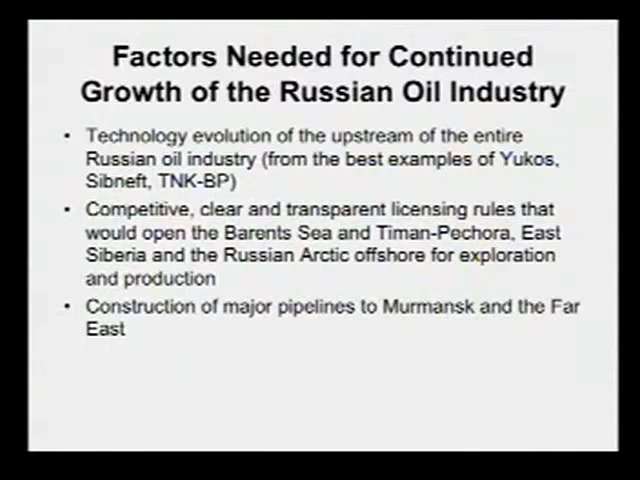 Factors Needed for Continued
Growth of the Russian Oil Industry
• Technology evolution of the upstream of the entire
Russian oil industry (from the best examples of Yukos,
Sibneft, TNK-BP)
• Competitive, clear and transparent licensing rules that
would open the Barents Sea and Timan-Pechora, East
Siberia and the Russian Arctic offshore for exploration
and production
• Construction of major pipelines to Murmansk and the Far
East